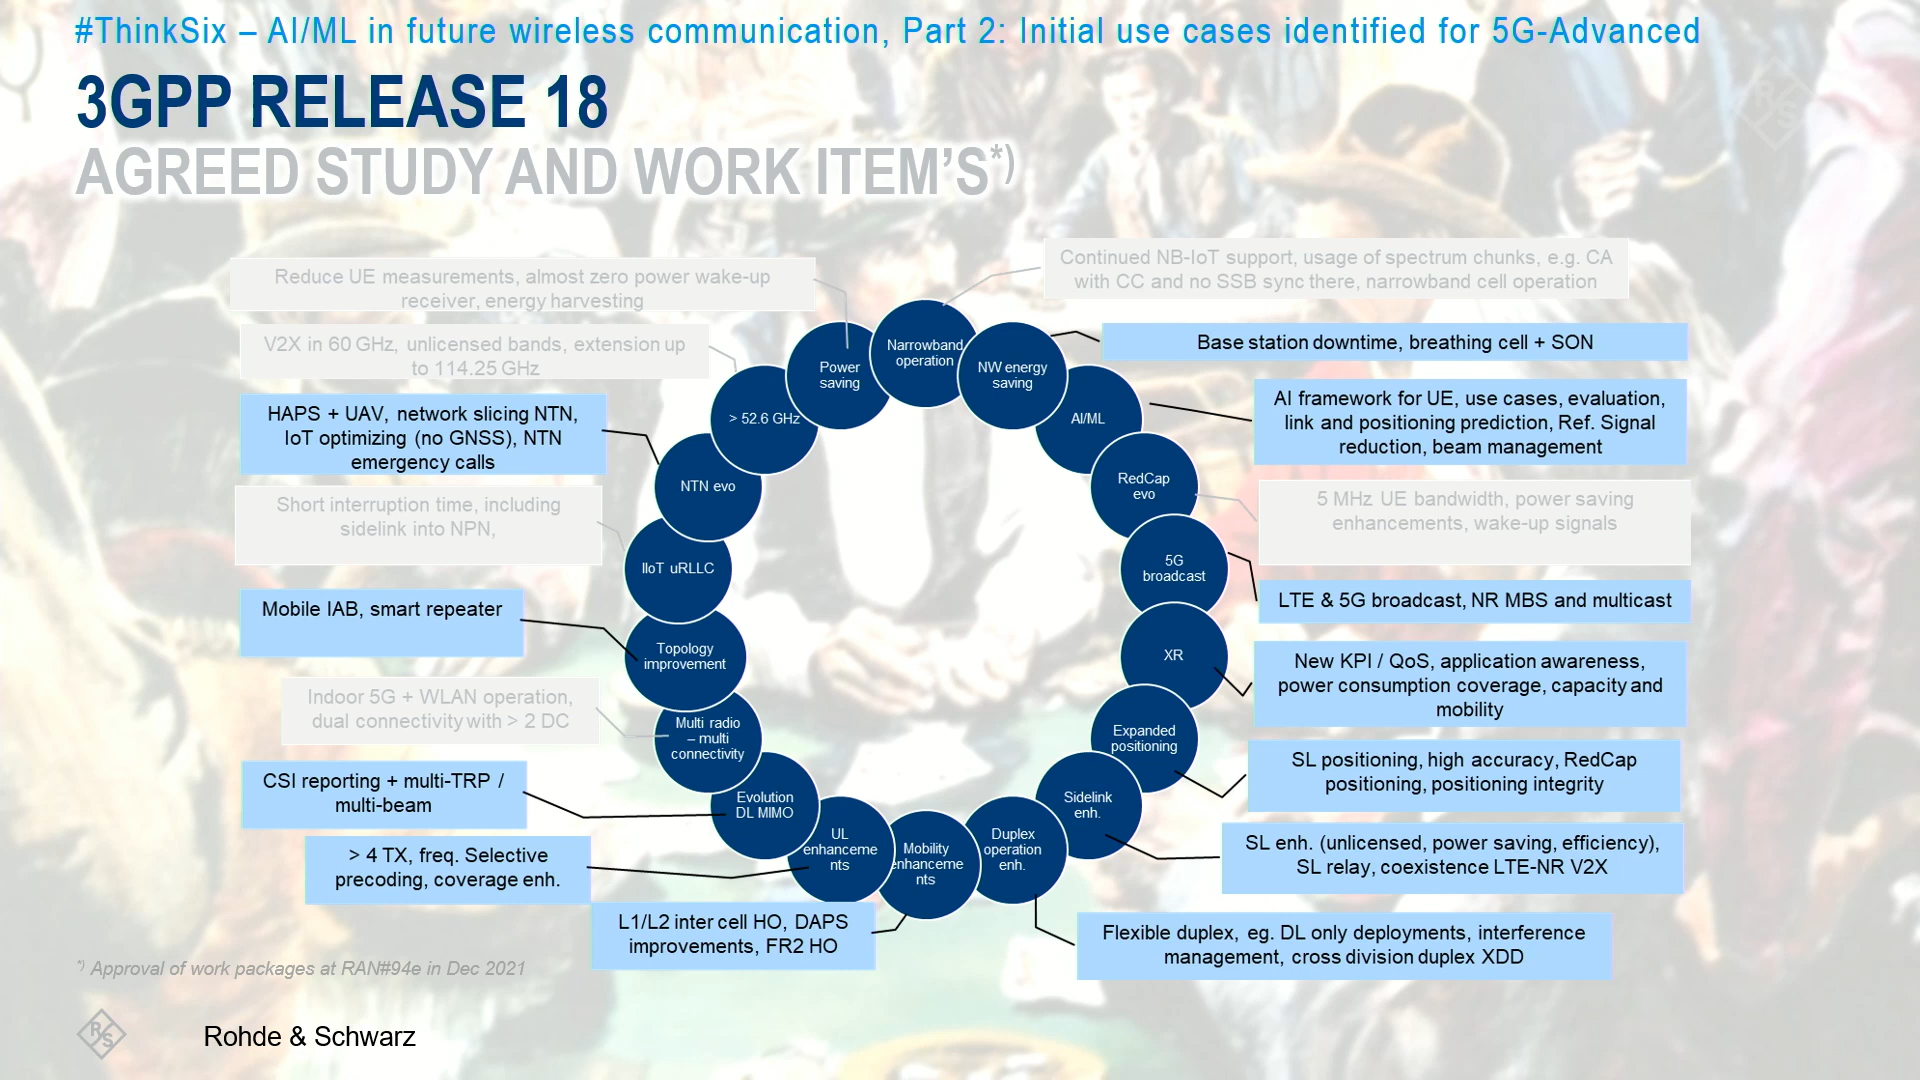 #ThinkSix – AI/ML in future wireless communication, Part 2: Initial use cases identified for 5G-Advanced
3GPP RELEASE 18
AGREED STUDY AND WORK ITEM’S*)
Reduce UE measurements, almost zero power wake-up
receiver, energy harvesting
Continued NB-IoT support, usage of spectrum chunks, e.g. CA
with CC and no SSB sync there, narrowband cell operation
V2X in 60 GHz, unlicensed bands, extension up
to 114.25 GHz
Base station downtime, breathing cell + SON
HAPS + UAV, network slicing NTN,
IoT optimizing (no GNSS), NTN
emergency calls
AI framework for UE, use cases, evaluation,
link and positioning prediction, Ref. Signal
reduction, beam management
Short interruption time, including
sidelink into NPN,
5 MHz UE bandwidth, power saving
enhancements, wake-up signals
Mobile IAB, smart repeater
LTE & 5G broadcast, NR MBS and multicast
Indoor 5G + WLAN operation,
dual connectivity with > 2 DC
New KPI / QoS, application awareness,
power consumption coverage, capacity and
mobility
CSI reporting + multi-TRP /
multi-beam
SL positioning, high accuracy, RedCap
positioning, positioning integrity
> 4 TX, freq. Selective
precoding, coverage enh.
SL enh. (unlicensed, power saving, efficiency),
SL relay, coexistence LTE-NR V2X
L1/L2 inter cell HO, DAPS
improvements, FR2 HO
Flexible duplex, eg. DL only deployments, interference
management, cross division duplex XDD
Narrowband
operation
NW energy
saving
AI/ML
RedCap
evo
5G
broadcast
XR
Expanded
positioning
Sidelink
enh.
Duplex
operation
enh.
Mobility
enhanceme
nts
UL
enhanceme
nts
Evolution
DL MIMO
Multi radio
– multi
connectivity
Topology
improvement
IIoT uRLLC
NTN evo
> 52.6 GHz
Power
saving
*) Approval of work packages at RAN#94e in Dec 2021
R/S
Rohde & Schwarz
R/S